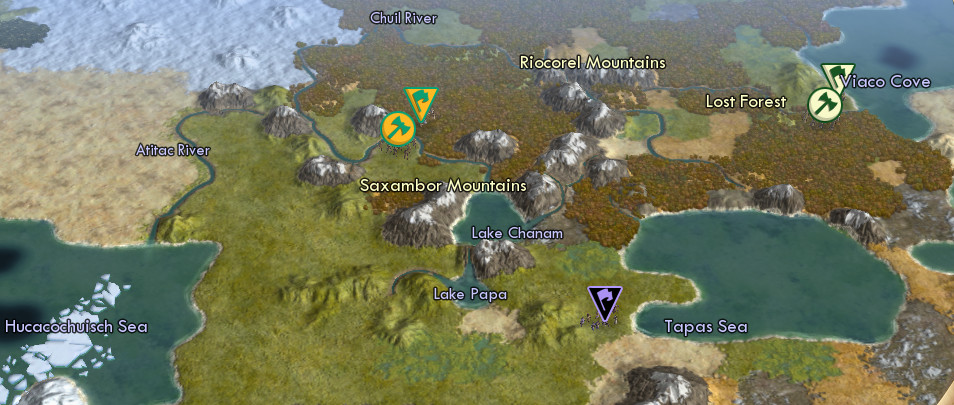 Chuil River
Riocorel Mountains
Viaco Cove
Lost Forest
Atitac River
Saxambor Mountains
Lake Chanam
Lake Papa
Hucacochuisch Sea
Tapas Sea